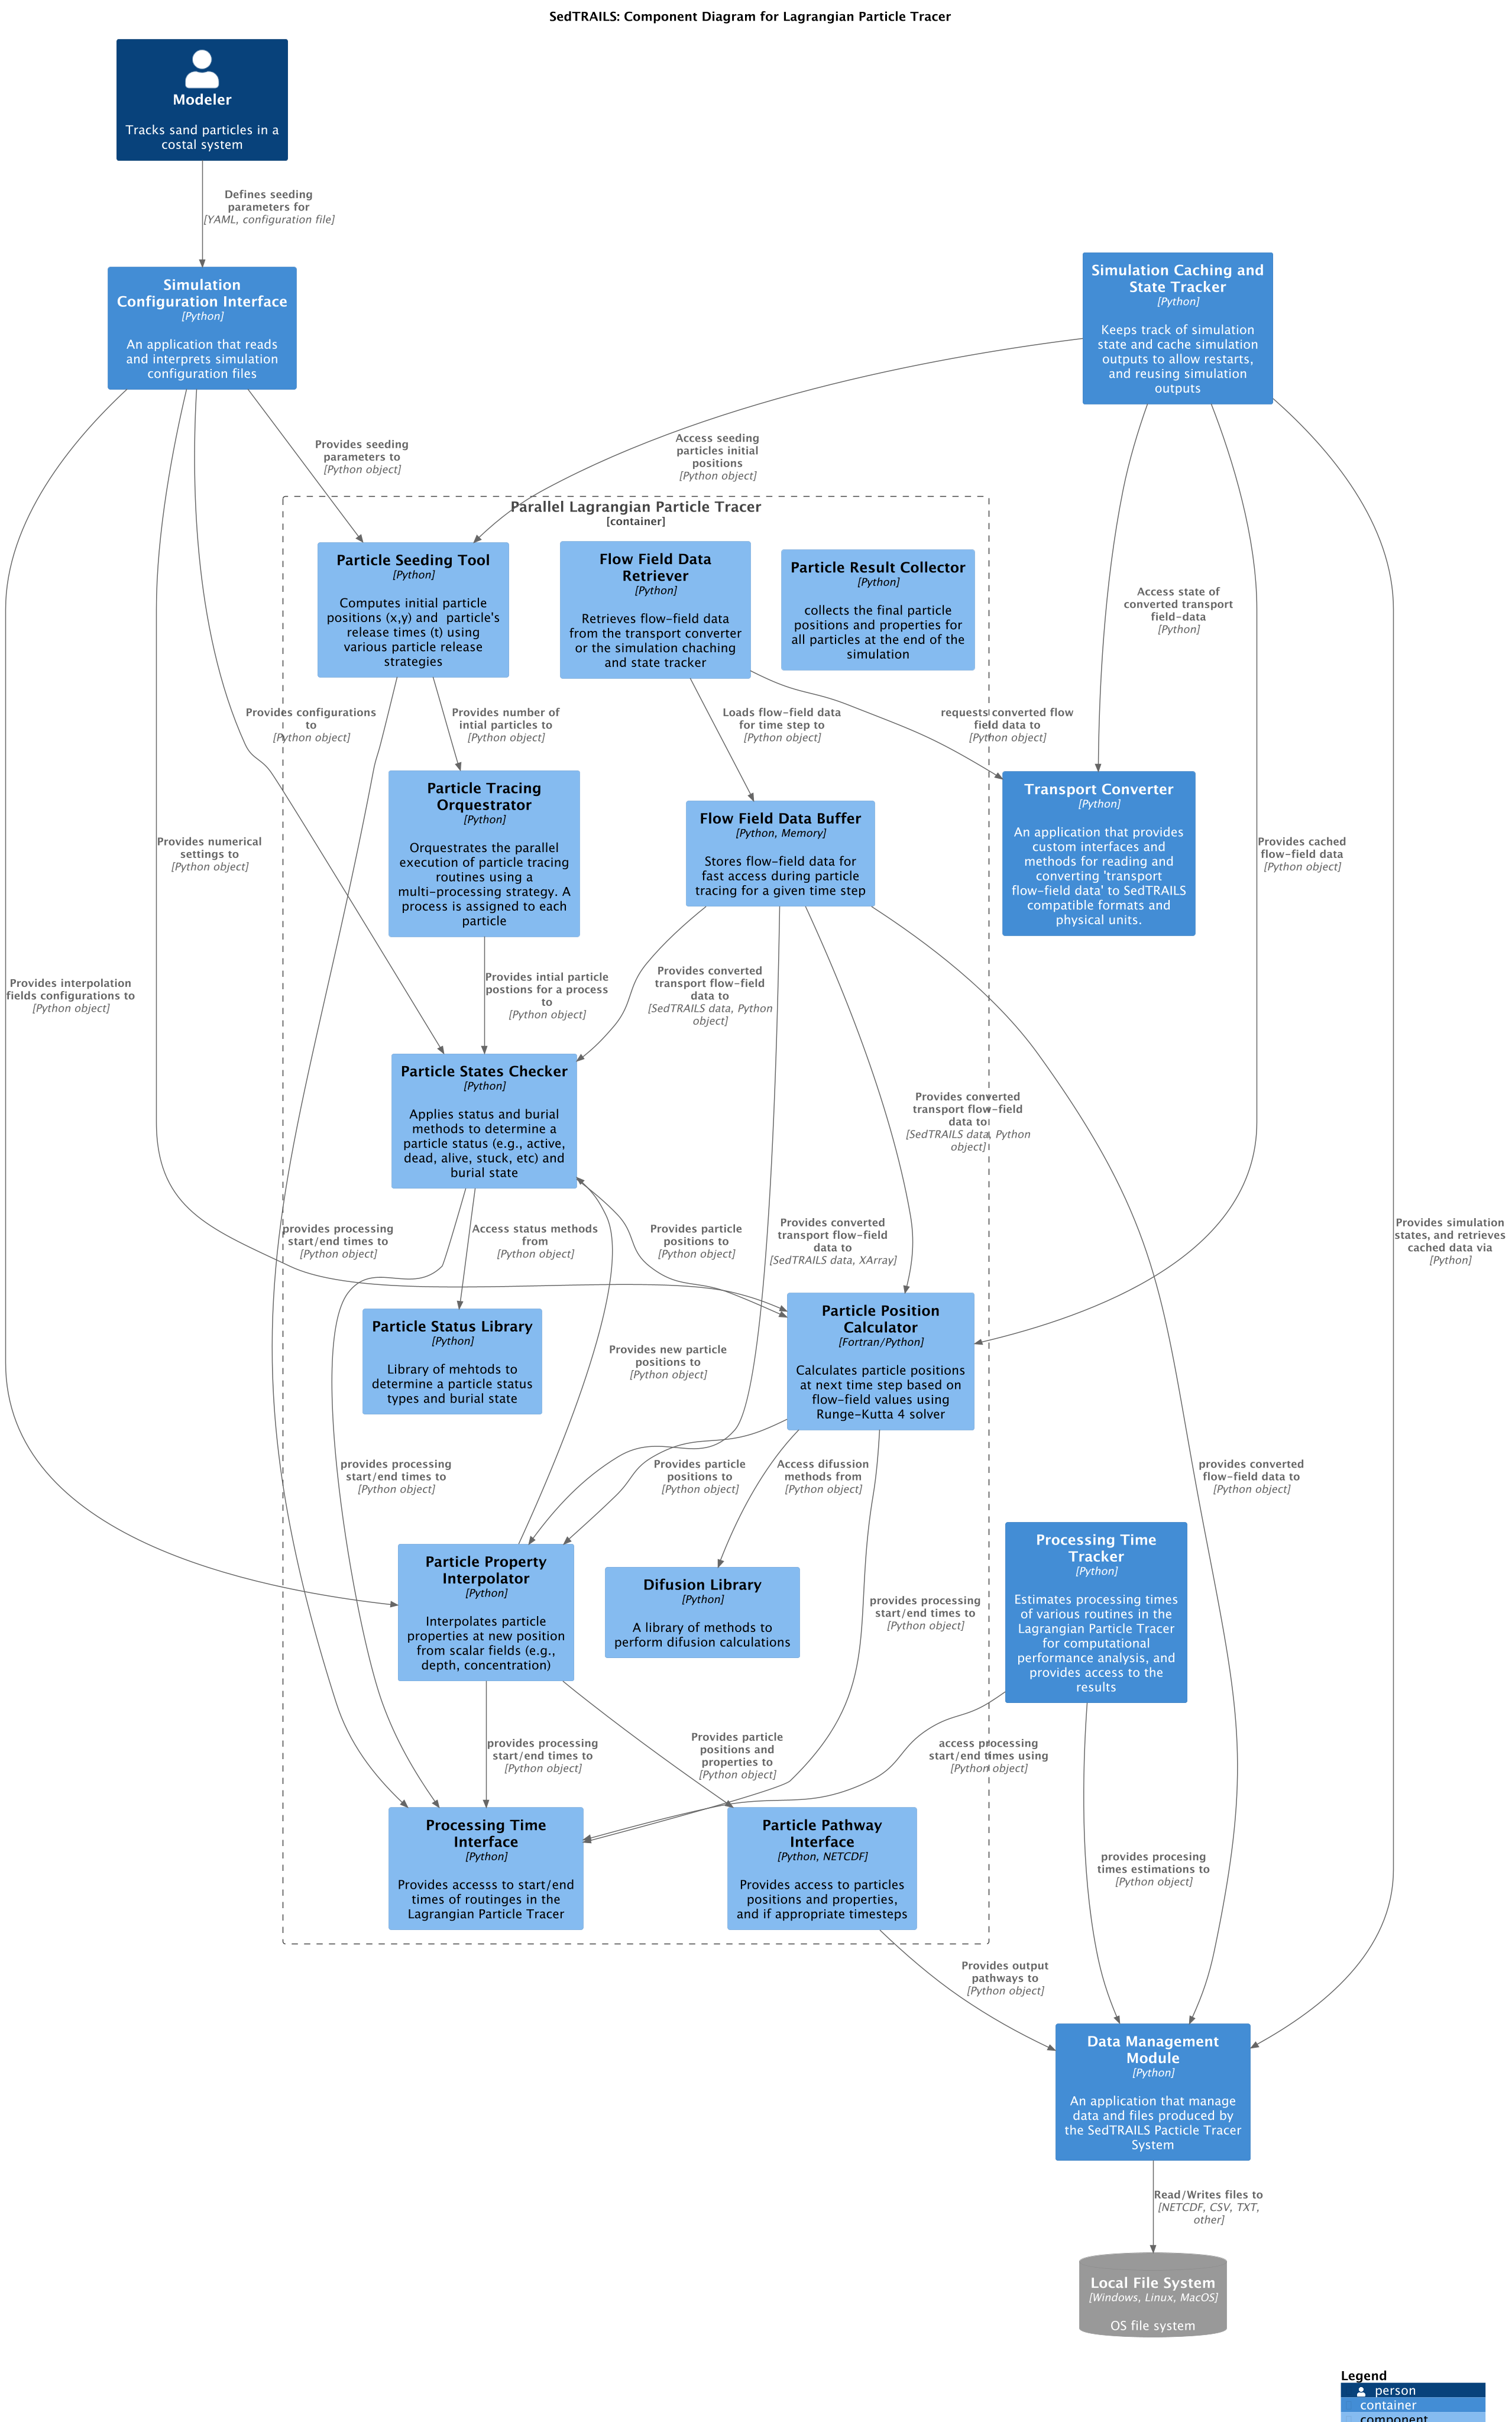 SedTRAILS: Component Diagram for Lagrangian Particle Tracer
Modeler
Tracks sand particles in a
costal system
Defines seeding
parameters for
[YAML, configuration file]
Simulation
Configuration Interface
[Python]
An application that reads
and interprets simulation
configuration files
Simulation Caching and
State Tracker
[Python]
Keeps track of simulation
state and cache simulation
outputs to allow restarts,
and reusing simulation
outputs
Provides seeding
parameters to
[Python object]
Access seeding
particles initial
positions
[Python object]
Parallel Lagrangian Particle Tracer
[container]
Particle Seeding Tool
[Python]
Computes initial particle
positions (x,y) and  particle's
release times (t) using
various particle release
strategies
Flow Field Data
Retriever
[Python]
Retrieves flow-field data
from the transport converter
or the simulation chaching
and state tracker
Particle Result Collector
[Python]
collects the final particle
positions and properties for
all particles at the end of the
simulation
Access state of
converted transport
field-data
[Python]
Provides configurations
to
[Python object]
Provides number of
intial particles to
[Python object]
Loads flow-field data
for time step to
[Python object]
requests converted flow
field data to
[Python object]
Particle Tracing
Orquestrator
[Python]
Orquestrates the parallel
execution of particle tracing
routines using a
multi-processing strategy. A
process is assigned to each
particle
Flow Field Data Buffer
[Python, Memory]
Stores flow-field data for
fast access during particle
tracing for a given time step
Transport Converter
[Python]
An application that provides
custom interfaces and
methods for reading and
converting 'transport
flow-field data' to SedTRAILS
compatible formats and
physical units.
Provides numerical
settings to
[Python object]
Provides cached
flow-field data
[Python object]
Provides interpolation
fields configurations to
[Python object]
Provides intial particle
postions for a process
to
[Python object]
Provides converted
transport flow-field
data to
[SedTRAILS data, Python
object]
Particle States Checker
[Python]
Applies status and burial
methods to determine a
particle status (e.g., active,
dead, alive, stuck, etc) and
burial state
Provides converted
transport flow-field
data to
[SedTRAILS data, Python
object]
provides processing
start/end times to
[Python object]
Access status methods
from
[Python object]
Provides particle
positions to
[Python object]
Provides converted
transport flow-field
data to
[SedTRAILS data, XArray]
Provides simulation
states, and retrieves
cached data via
[Python]
Particle Status Library
[Python]
Library of mehtods to
determine a particle status
types and burial state
Provides new particle
positions to
[Python object]
Particle Position
Calculator
[Fortran/Python]
Calculates particle positions
at next time step based on
flow-field values using
Runge-Kutta 4 solver
provides processing
start/end times to
[Python object]
Provides particle
positions to
[Python object]
Access difussion
methods from
[Python object]
provides converted
flow-field data to
[Python object]
Particle Property
Interpolator
[Python]
Interpolates particle
properties at new position
from scalar fields (e.g.,
depth, concentration)
Difusion Library
[Python]
A library of methods to
perform difusion calculations
provides processing
start/end times to
[Python object]
Processing Time
Tracker
[Python]
Estimates processing times
of various routines in the
Lagrangian Particle Tracer
for computational
performance analysis, and
provides access to the
results
provides processing
start/end times to
[Python object]
Provides particle
positions and
properties to
[Python object]
access processing
start/end times using
[Python object]
Processing Time
Interface
[Python]
Provides accesss to start/end
times of routinges in the
Lagrangian Particle Tracer
Particle Pathway
Interface
[Python, NETCDF]
Provides access to particles
positions and properties,
and if appropriate timesteps
provides procesing
times estimations to
[Python object]
Provides output
pathways to
[Python object]
Data Management
Module
[Python]
An application that manage
data and files produced by
the SedTRAILS Pacticle Tracer
System
Read/Writes files to
[NETCDF, CSV, TXT,
other]
Local File System
[Windows, Linux, MacOS]
OS file system
Legend
person
container
component